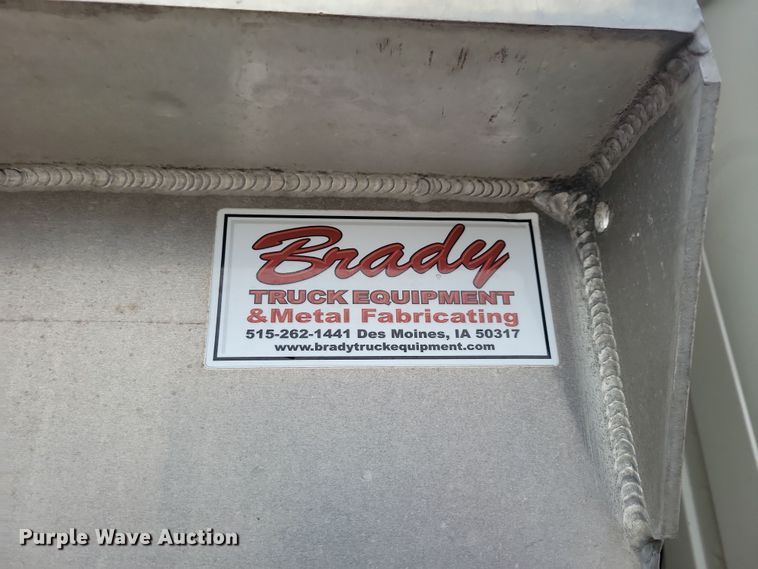 Brady
TRUCK EQUIPMENT
& Metal Fabricating
515-262-1441 Des Moines, IA 50317
www.bradytruckequipment.com
Purple Wave Auction